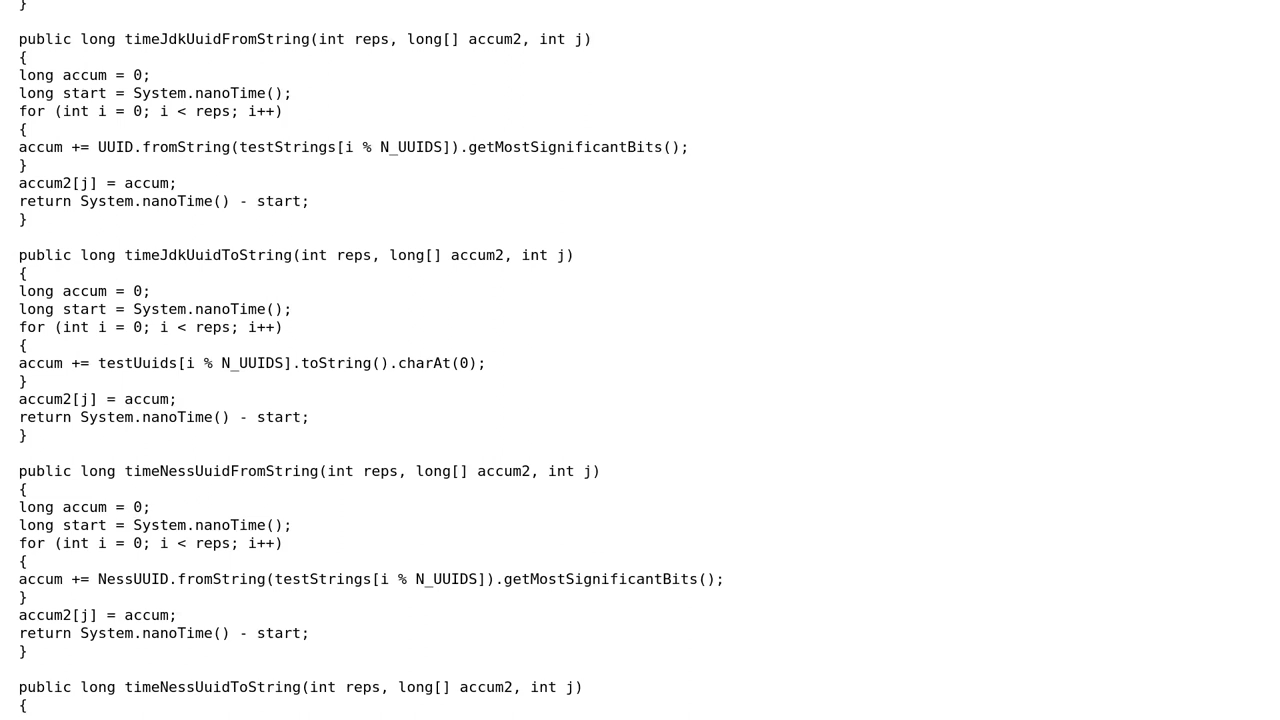 }
public long timeJdkUuidFromString(int reps, long[] accum2, int j)
{
long accum = 0;
long start = System.nanoTime();
for (int i = 0; i < reps; i++)
{
accum += UUID.fromString(testStrings[i % N_UUIDS]).getMostSignificantBits();
}
accum2[j] = accum;
return System.nanoTime() - start;
}
public long timeJdkUuidToString(int reps, long[] accum2, int j)
{
long accum = 0;
long start = System.nanoTime();
for (int i = 0; i < reps; i++)
{
accum += testUuids[i % N_UUIDS].toString().charAt(0);
}
accum2[j] = accum;
return System.nanoTime() - start;
}
public long timeNessUuidFromString(int reps, long[] accum2, int j)
{
long accum = 0;
long start = System.nanoTime();
for (int i = 0; i < reps; i++)
{
accum += NessUUID.fromString(testStrings[i % N_UUIDS]).getMostSignificantBits();
}
accum2[j] = accum;
return System.nanoTime() - start;
}
public long timeNessUuidToString(int reps, long[] accum2, int j)
{